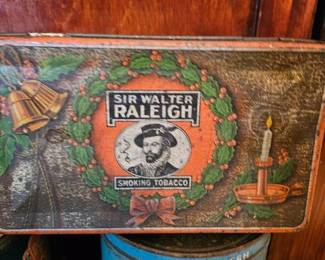 SIR WALTER
RALEIGH
SMOKING TOBACCO